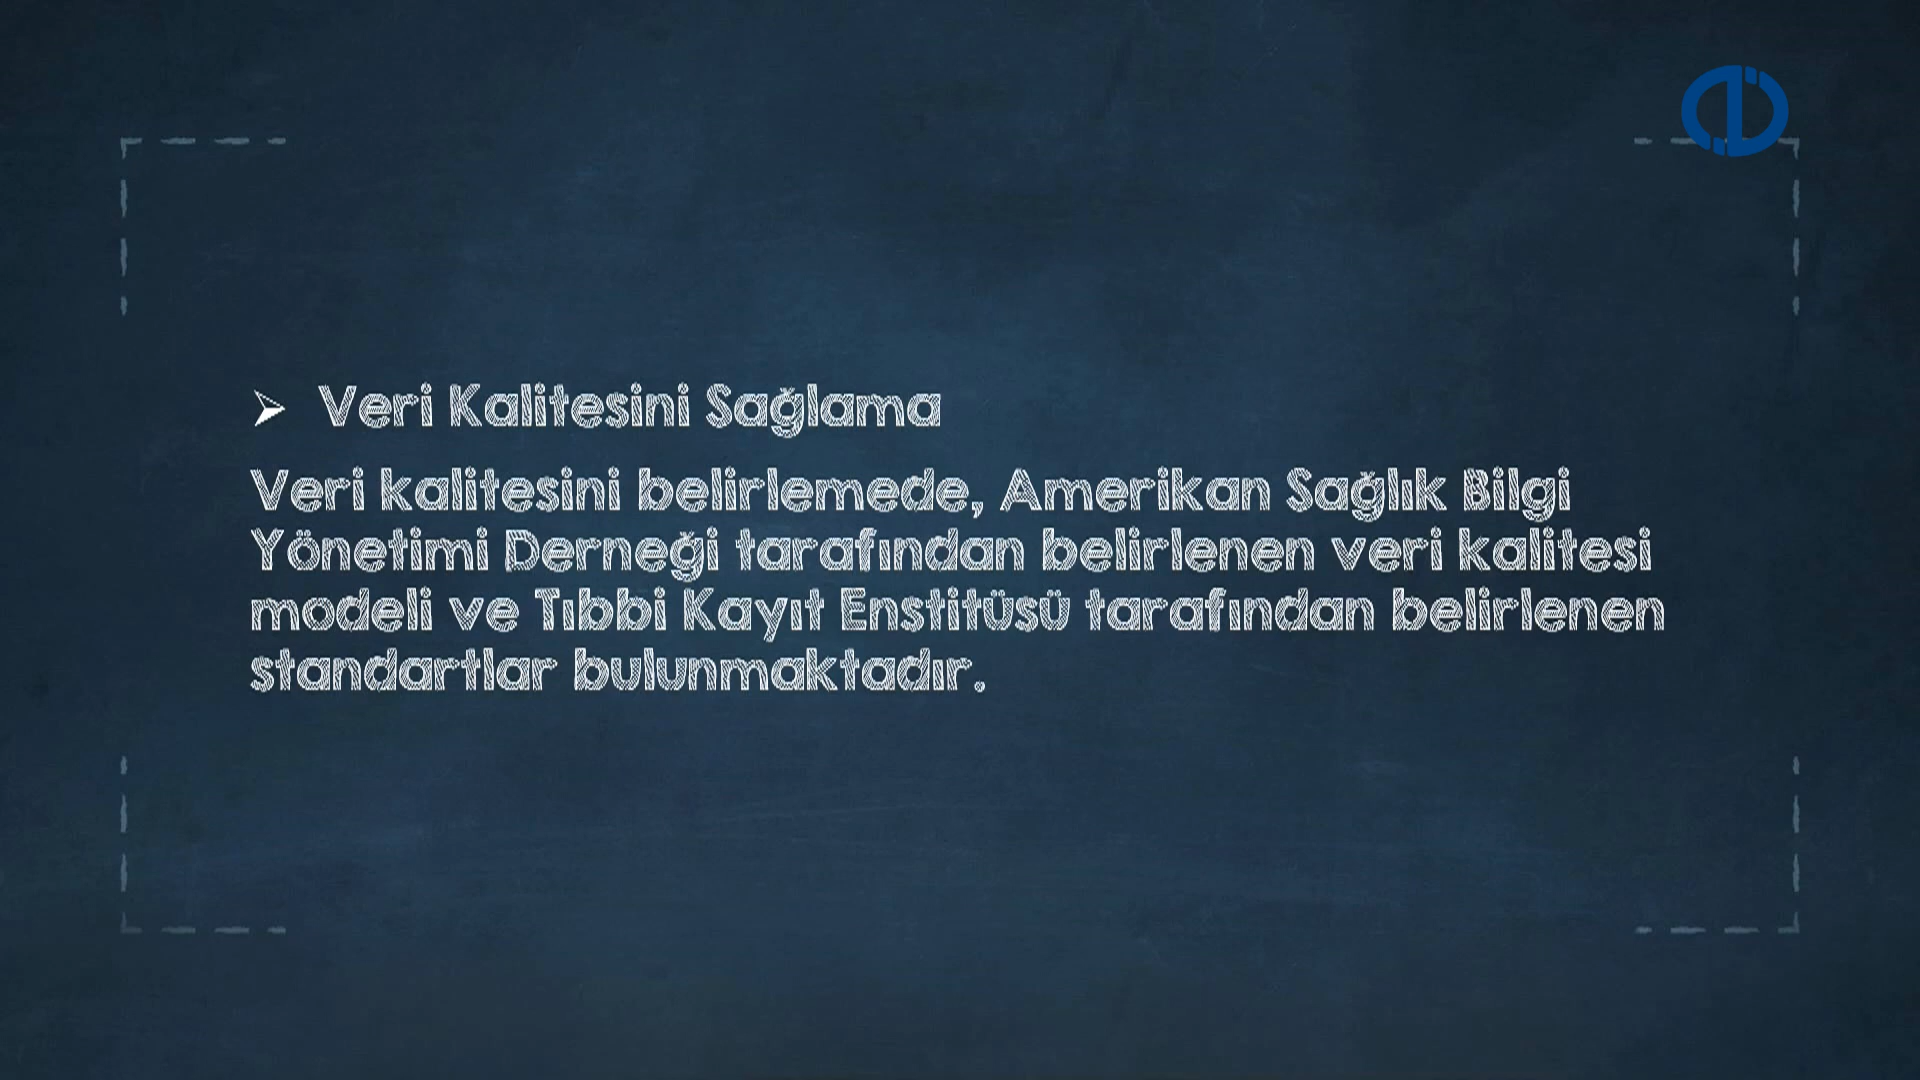 ➢ Veri Kalitesini Sağlama
Veri kalitesini belirlemede, Amerikan Sağlık Bilgi
Yönetimi Derneği tarafından belirlenen veri kalitesi
modeli ve Tıbbi Kayıt Enstitüsü tarafından belirlenen
standartlar bulunmaktadır.